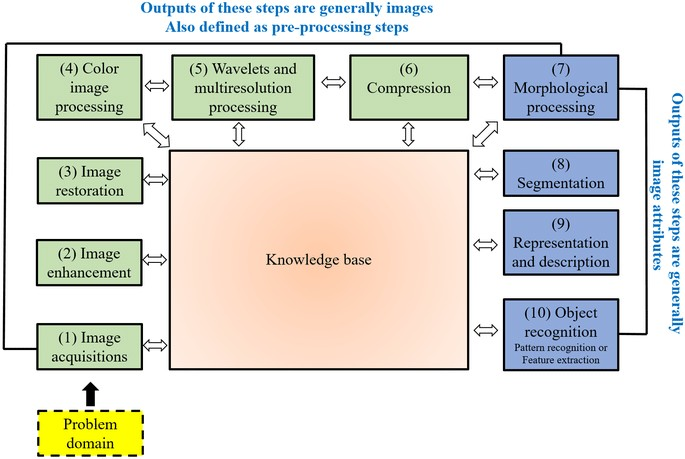 Outputs of these steps are generally images
Also defined as pre-processing steps
(4) Color
image
processing
(5) Wavelets and
multiresolution
processing
(6)
Compression
(7)
Morphological
processing
(3) Image
restoration
(8)
Segmentation
(2) Image
enhancement
Knowledge base
(9)
Representation
and description
(1) Image
acquisitions
(10) Object
recognition
Pattern recognition or
Feature extraction
Problem
domain
Outputs of these steps are generally
image attributes